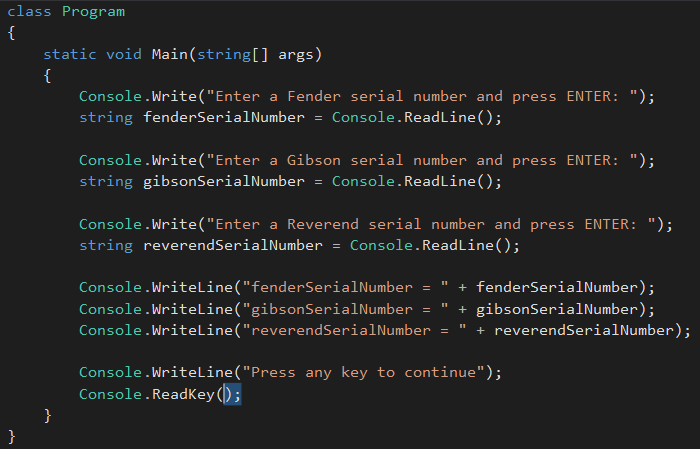 class Program
{
    static void Main(string[] args)
    {
        Console.Write("Enter a Fender serial number and press ENTER: ");
        string fenderSerialNumber = Console.ReadLine();

        Console.Write("Enter a Gibson serial number and press ENTER: ");
        string gibsonSerialNumber = Console.ReadLine();

        Console.Write("Enter a Reverend serial number and press ENTER: ");
        string reverendSerialNumber = Console.ReadLine();

        Console.WriteLine("fenderSerialNumber = " + fenderSerialNumber);
        Console.WriteLine("gibsonSerialNumber = " + gibsonSerialNumber);
        Console.WriteLine("reverendSerialNumber = " + reverendSerialNumber);

        Console.WriteLine("Press any key to continue");
        Console.ReadKey();
    }
}